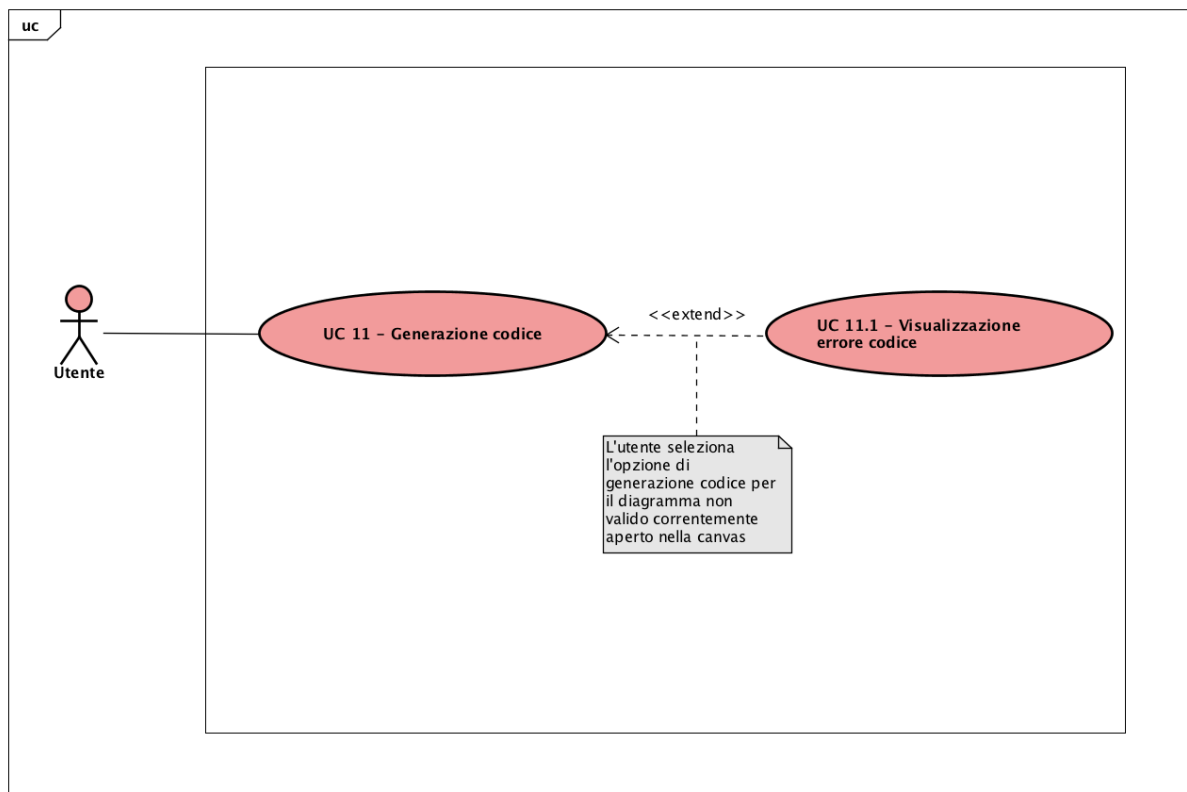 uc
Utente
UC 11 – Generazione codice
<<extend>>
UC 11.1 – Visualizzazione
errore codice
L'utente seleziona
l'opzione di
generazione codice per
il diagramma non
valido correntemente
aperto nella canvas